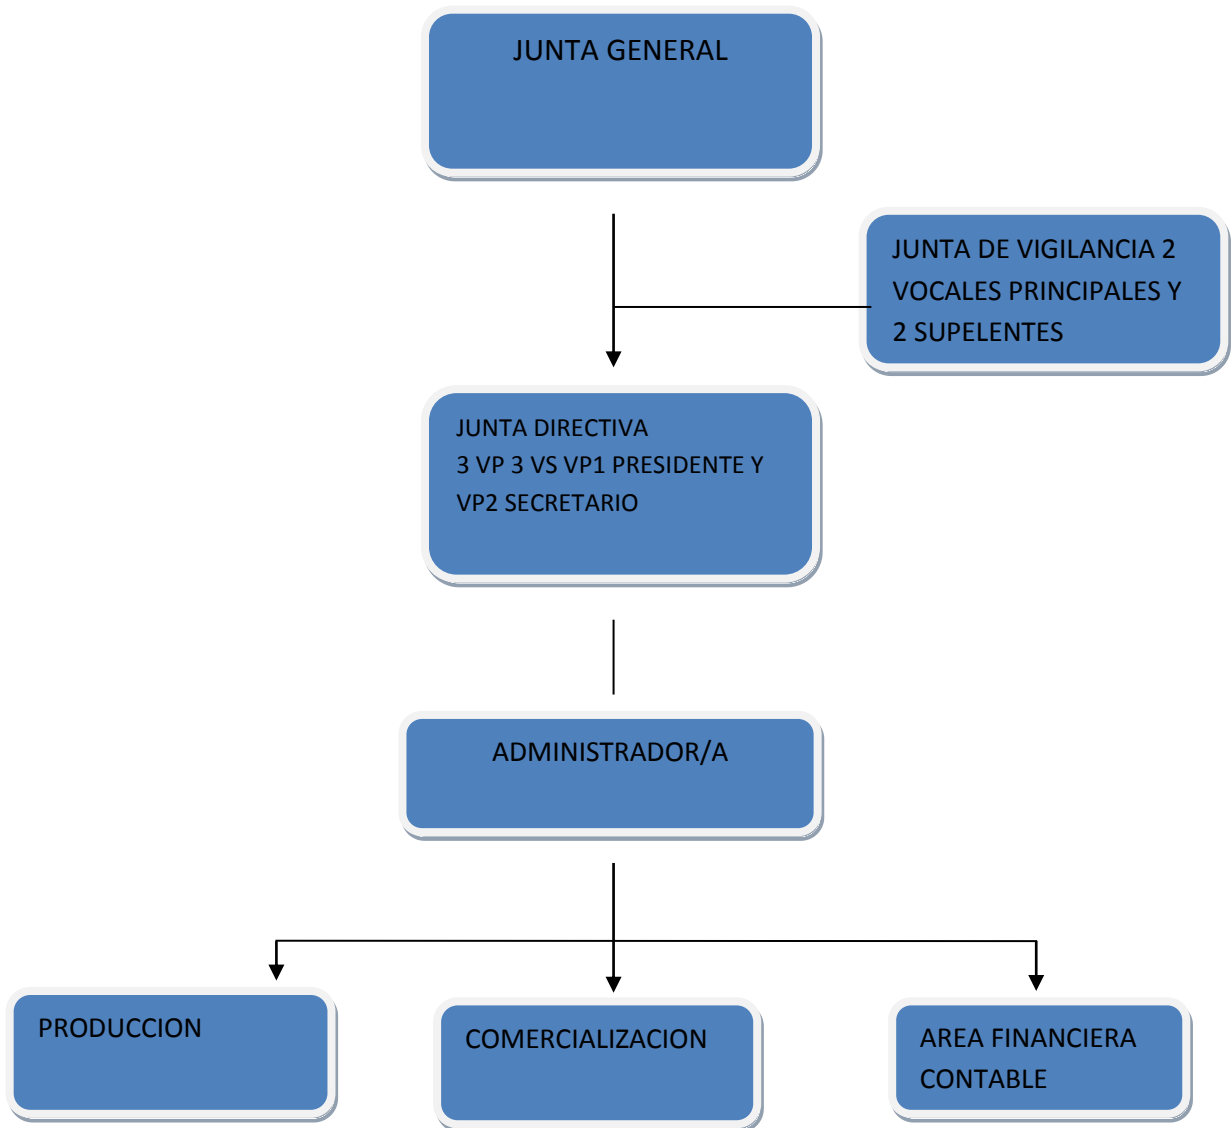 JUNTA GENERAL
JUNTA DE VIGILANCIA 2
VOCALES PRINCIPALES Y
2 SUPELENTES
JUNTA DIRECTIVA
3 VP 3 VS VP1 PRESIDENTE Y
VP2 SECRETARIO
ADMINISTRADOR/A
PRODUCCION
COMERCIALIZACION
AREA FINANCIERA
CONTABLE